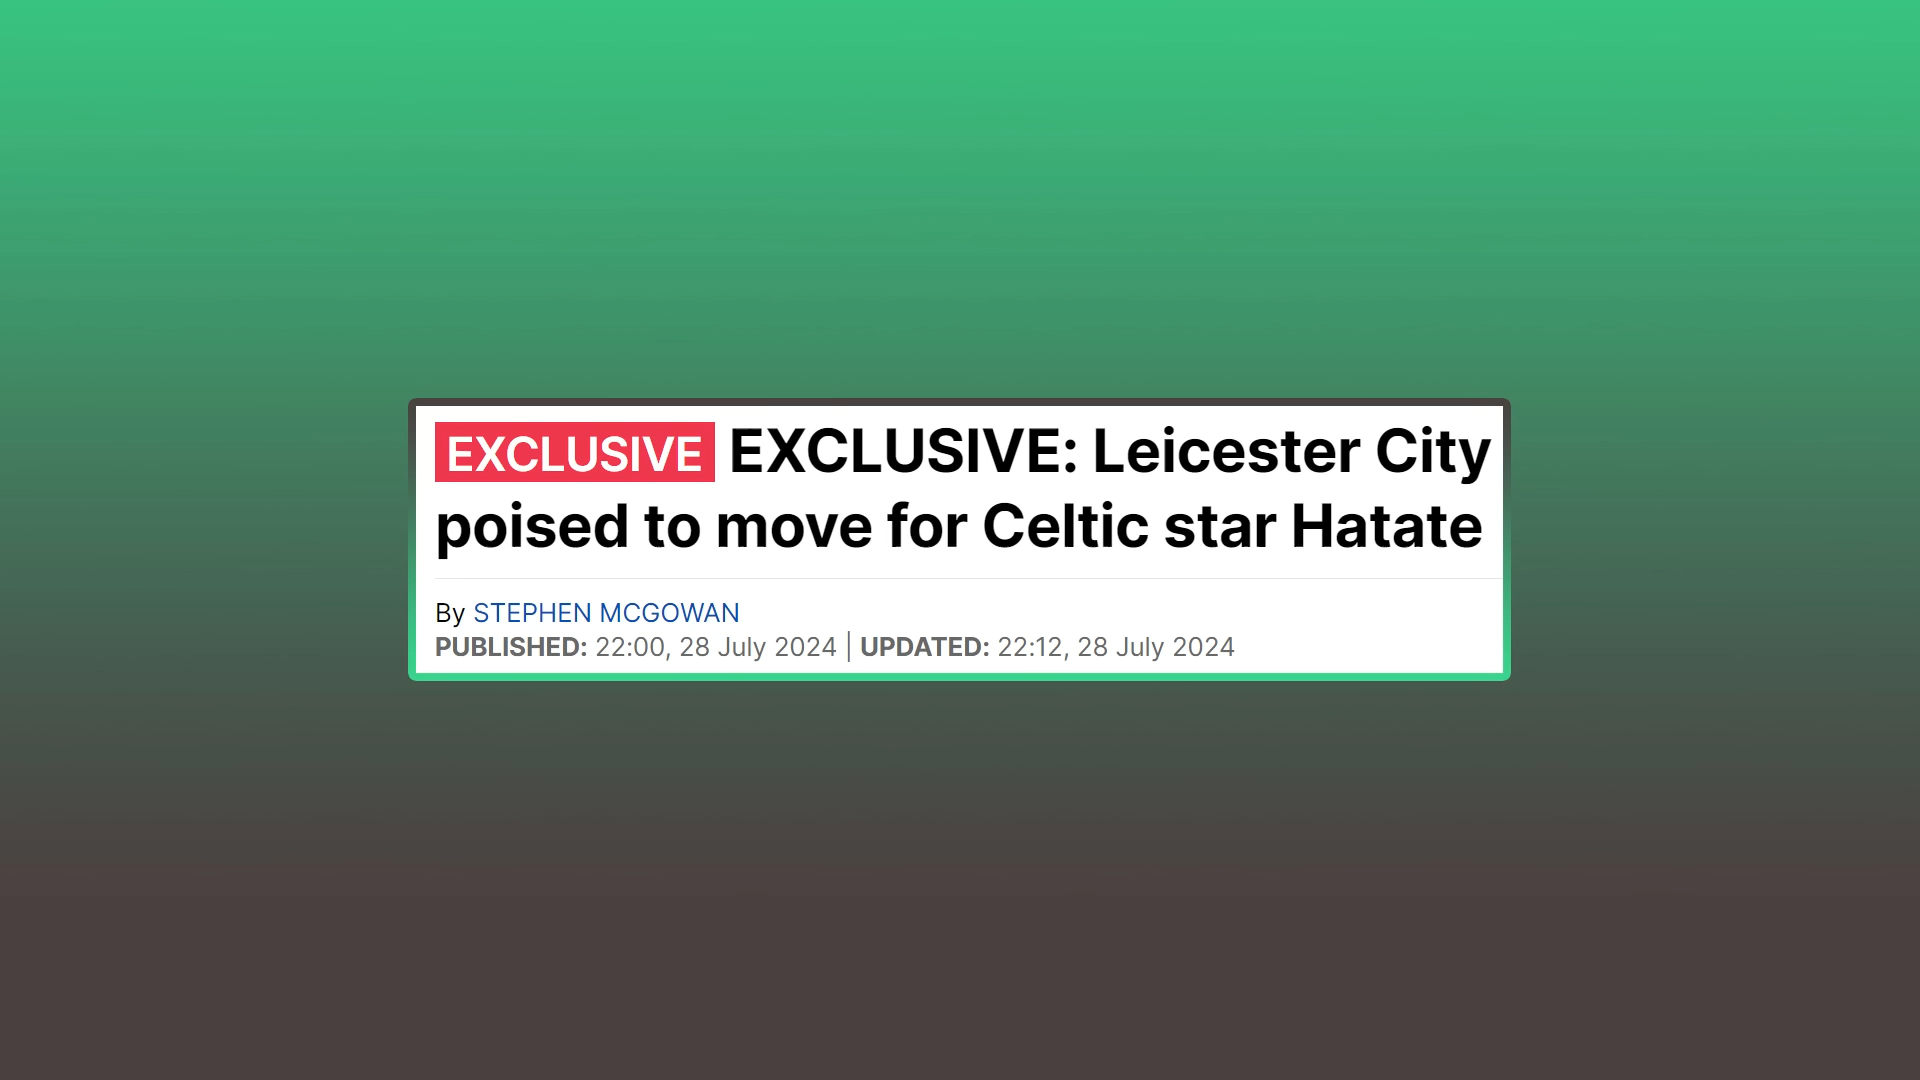 EXCLUSIVE EXCLUSIVE: Leicester City
poised to move for Celtic star Hatate
By STEPHEN MCGOWAN
PUBLISHED: 22:00, 28 July 2024 | UPDATED: 22:12, 28 July 2024